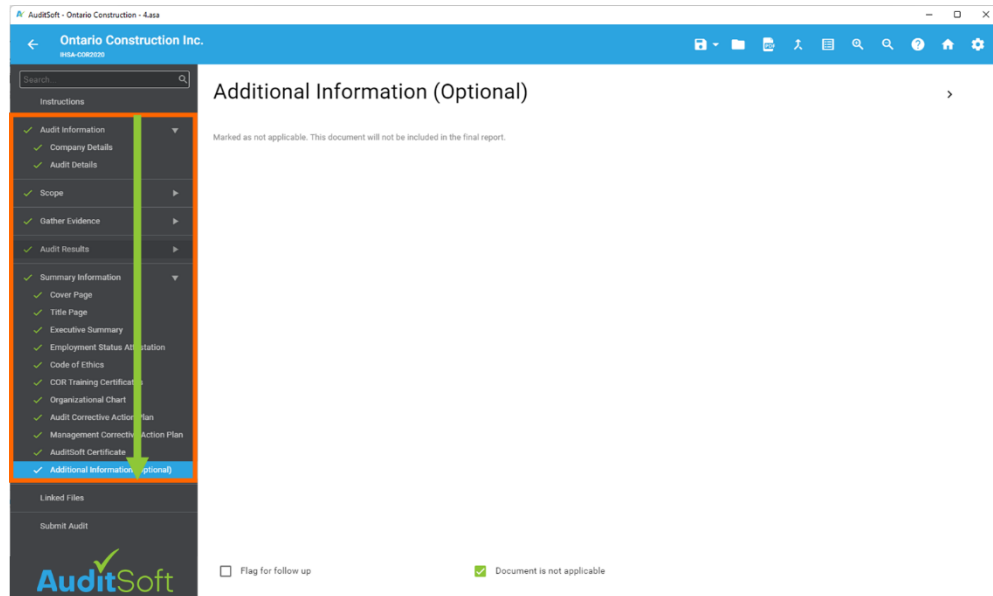 AuditSoft - Ontario Construction - 4.asa
Ontario Construction Inc.
IHSA-COR2020
PDF
Search...
Instructions
Audit Information
Company Details
Audit Details
Scope
Gather Evidence
Audit Results
Summary Information
Cover Page
Title Page
Executive Summary
Employment Status Attestation
Code of Ethics
COR Training Certificates
Organizational Chart
Audit Corrective Action Plan
Management Corrective Action Plan
AuditSoft Certificate
Additional Information (Optional)
Linked Files
Submit Audit
AuditSoft
Additional Information (Optional)
Marked as not applicable. This document will not be included in the final report.
Flag for follow up
Document is not applicable